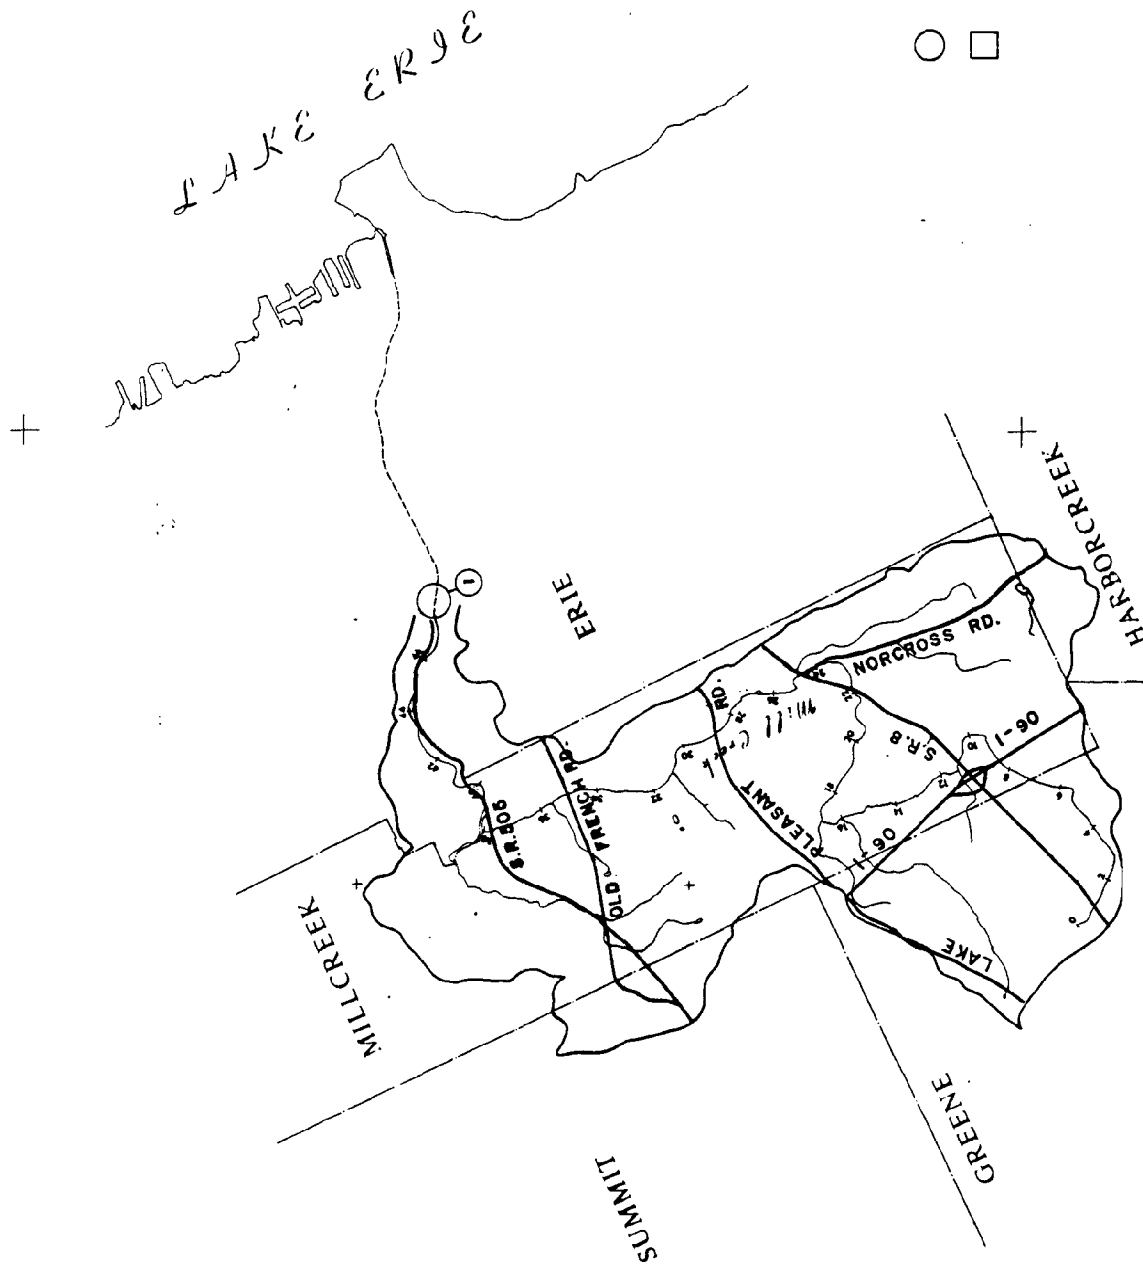 LAKE ERIE
1
ERIE
HARBORCREEK
NORCROSS RD.
RD.
Mill Creek
S.R.8
I-90
S.R.505
OLD FRENCH RD.
PLEASANT
I-90
LAKE
MILLCREEK
GREENE
SUMMIT